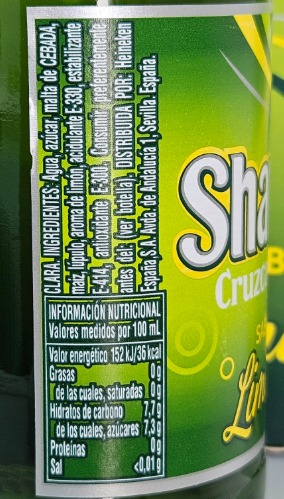 CLARA. INGREDIENTES: Agua, azúcar, malta de CEBADA,
maíz, lúpulo, aroma de limón, acidulante E-330, estabilizante
E-414, antioxidante E-300. Consumir preferentemente
antes del: (ver botella). DISTRIBUIDA POR: Heineken
España, S.A. Avda. de Andalucía 1, Sevilla. España.
INFORMACIÓN NUTRICIONAL
Valores medidos por 100 mL
Valor energético 152 kJ/36 kcal
Grasas 0g
de las cuales, saturadas 0g
Hidratos de carbono 7,7g
de los cuales, azúcares 7,3g
Proteínas 0g
Sal <0,01g
Sha
Cruzc
Lim
B